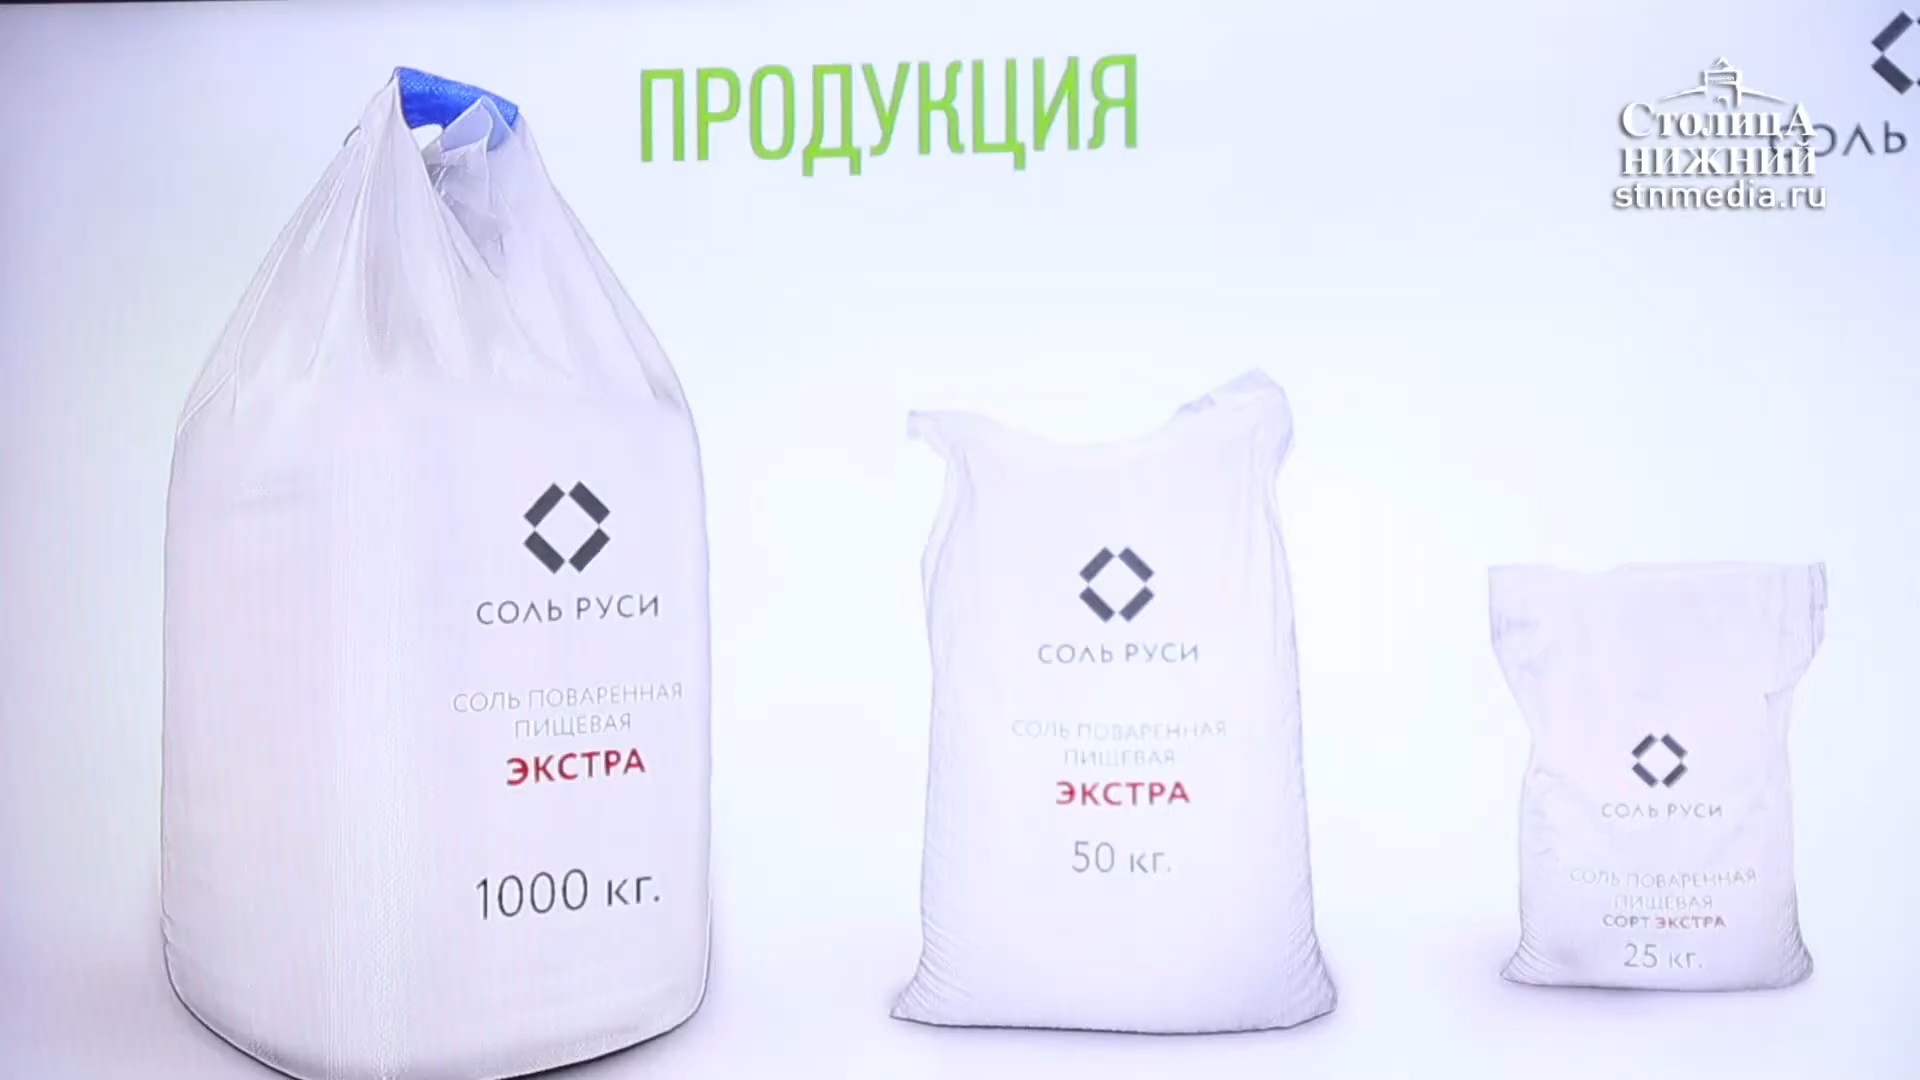 ПРОДУКЦИЯ
СОЛЬ
СтолицА
нижний
stnmedia.ru
СОЛЬ РУСИ
СОЛЬ ПОВАРЕННАЯ
ПИЩЕВАЯ
ЭКСТРА
1000 кг.
СОЛЬ РУСИ
СОЛЬ ПОВАРЕННАЯ
ПИЩЕВАЯ
ЭКСТРА
50 кг.
СОЛЬ РУСИ
СОЛЬ ПОВАРЕННАЯ
ПИЩЕВАЯ
СОРТ ЭКСТРА
25 кг.